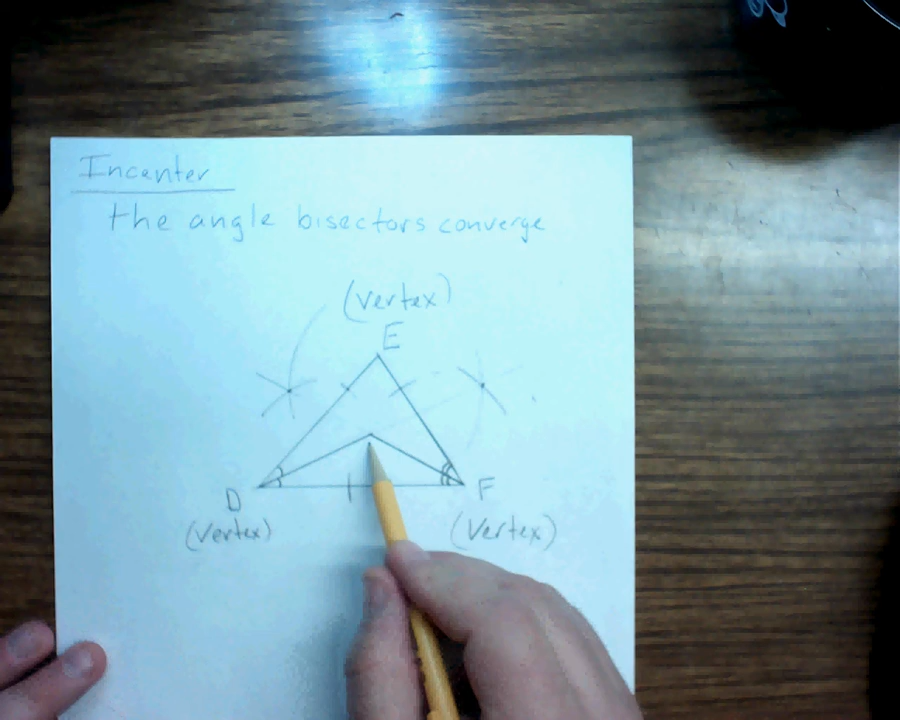 Incenter
the angle bisectors converge
(vertex)
E
D F
(vertex) (vertex)